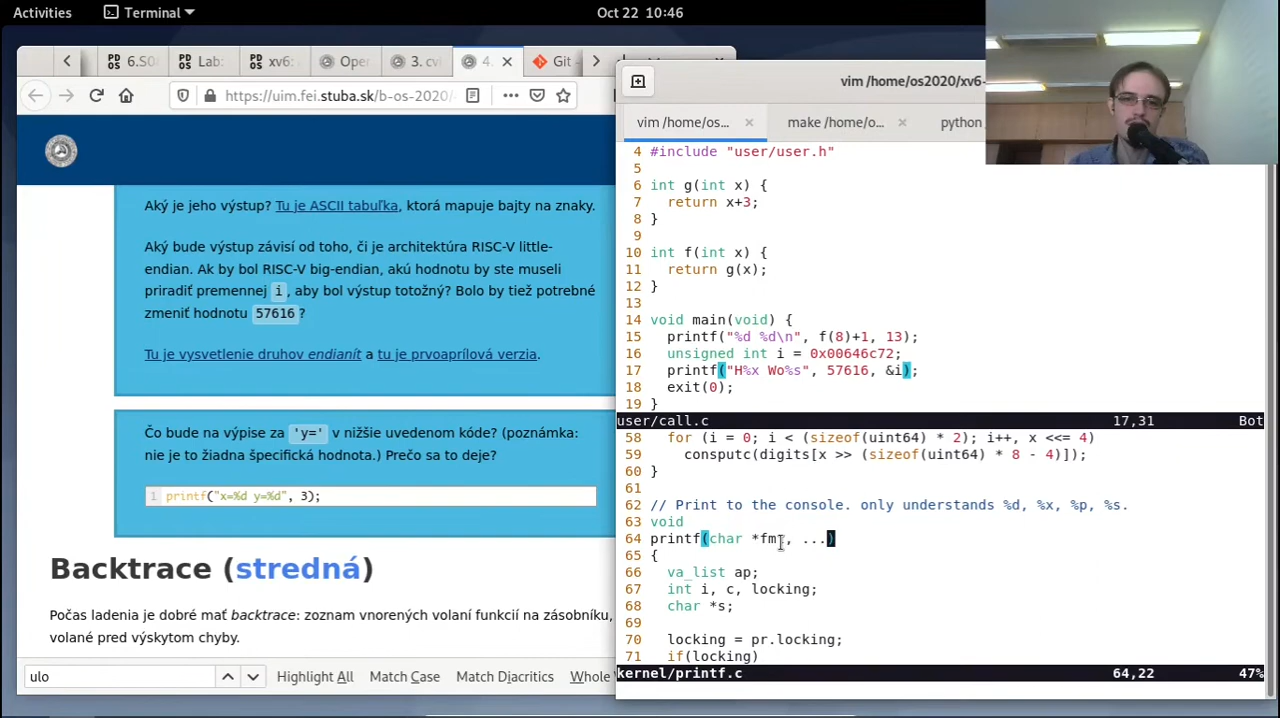 Activities
Terminal
Oct 22 10:46
PD OS 6.S0
PD OS Lab:
PD OS xv6:
Oper
3. cvi
4.
Git -
https://uim.fei.stuba.sk/b-os-2020/
Aký je jeho výstup? Tu je ASCII tabuľka, ktorá mapuje bajty na znaky.
Aký bude výstup závisí od toho, či je architektúra RISC-V little-
endian. Ak by bol RISC-V big-endian, akú hodnotu by ste museli
priradiť premennej i, aby bol výstup totožný? Bolo by tiež potrebné
zmeniť hodnotu 57616?
Tu je vysvetlenie druhov endianít a tu je prvoaprílová verzia.
Čo bude na výpise za 'y=' v nižšie uvedenom kóde? (poznámka:
nie je to žiadna špecifická hodnota.) Prečo sa to deje?
1 printf("x=%d y=%d", 3);
Backtrace (stredná)
Počas ladenia je dobré mať backtrace: zoznam vnorených volaní funkcií na zásobníku,
volané pred výskytom chyby.
ulo
Highlight All
Match Case
Match Diacritics
Whole
vim /home/os2020/xv6-
vim /home/os...
make /home/o...
python
4 #include "user/user.h"
5
6 int g(int x) {
7 return x+3;
8 }
9
10 int f(int x) {
11 return g(x);
12 }
13
14 void main(void) {
15 printf("%d %d\n", f(8)+1, 13);
16 unsigned int i = 0x00646c72;
17 printf("H%x Wo%s", 57616, &i);
18 exit(0);
19 }
user/call.c 17,31 Bot
58 for (i = 0; i < (sizeof(uint64) * 2); i++, x <<= 4)
59 consputc(digits[x >> (sizeof(uint64) * 8 - 4)]);
60 }
61
62 // Print to the console. only understands %d, %x, %p, %s.
63 void
64 printf(char *fmt, ...)
65 {
66 va_list ap;
67 int i, c, locking;
68 char *s;
69
70 locking = pr.locking;
71 if(locking)
kernel/printf.c 64,22 47%